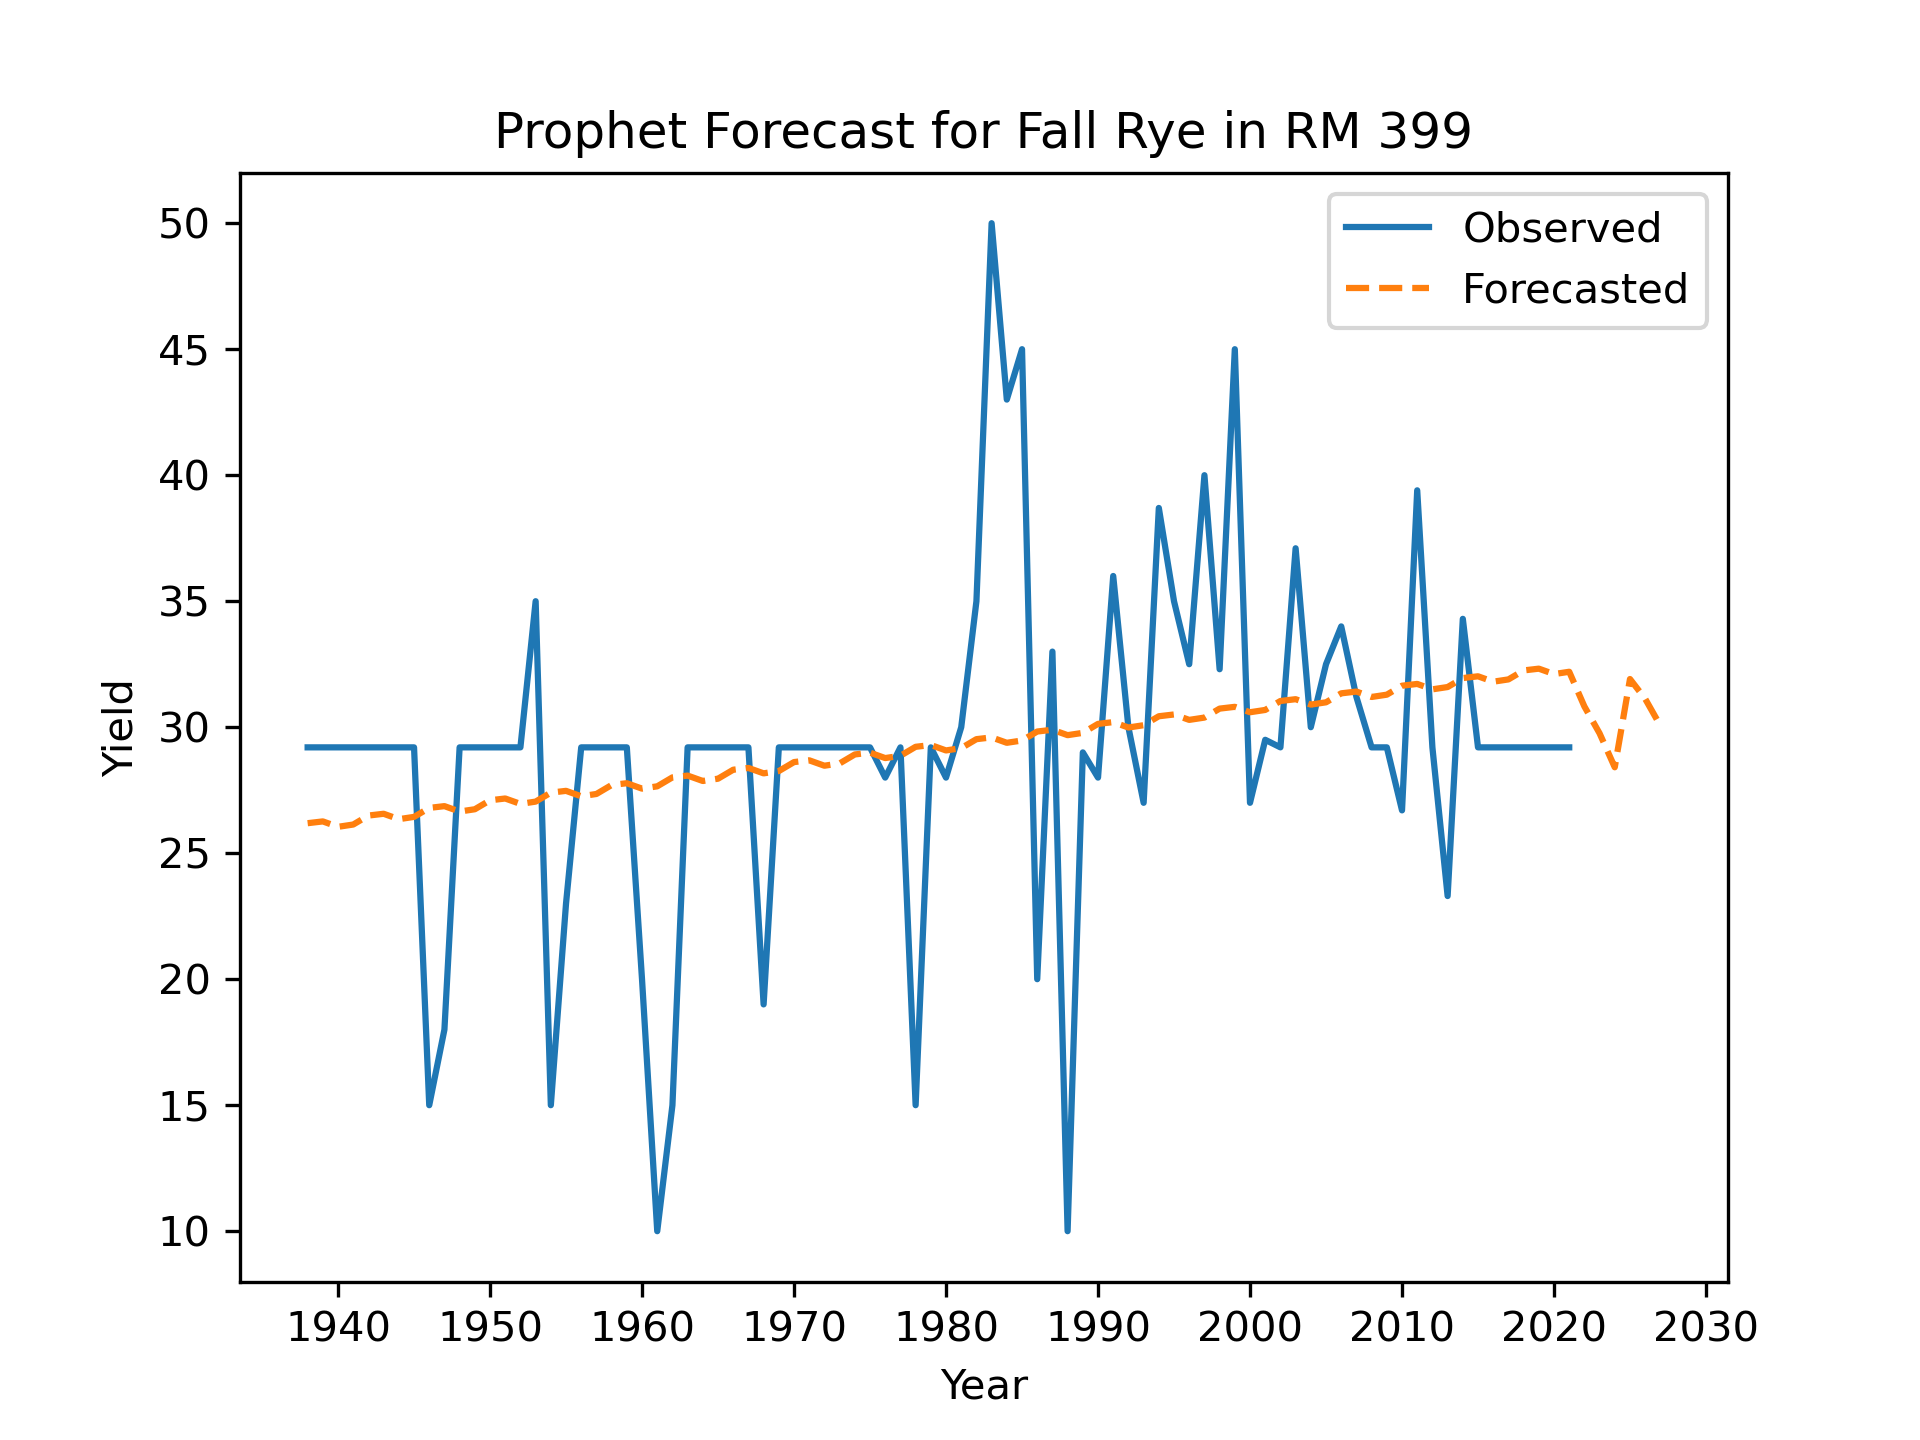 Prophet Forecast for Fall Rye in RM 399
Observed
Forecasted
50
45
40
35
30
25
20
15
10
Yield
1940 1950 1960 1970 1980 1990 2000 2010 2020 2030
Year